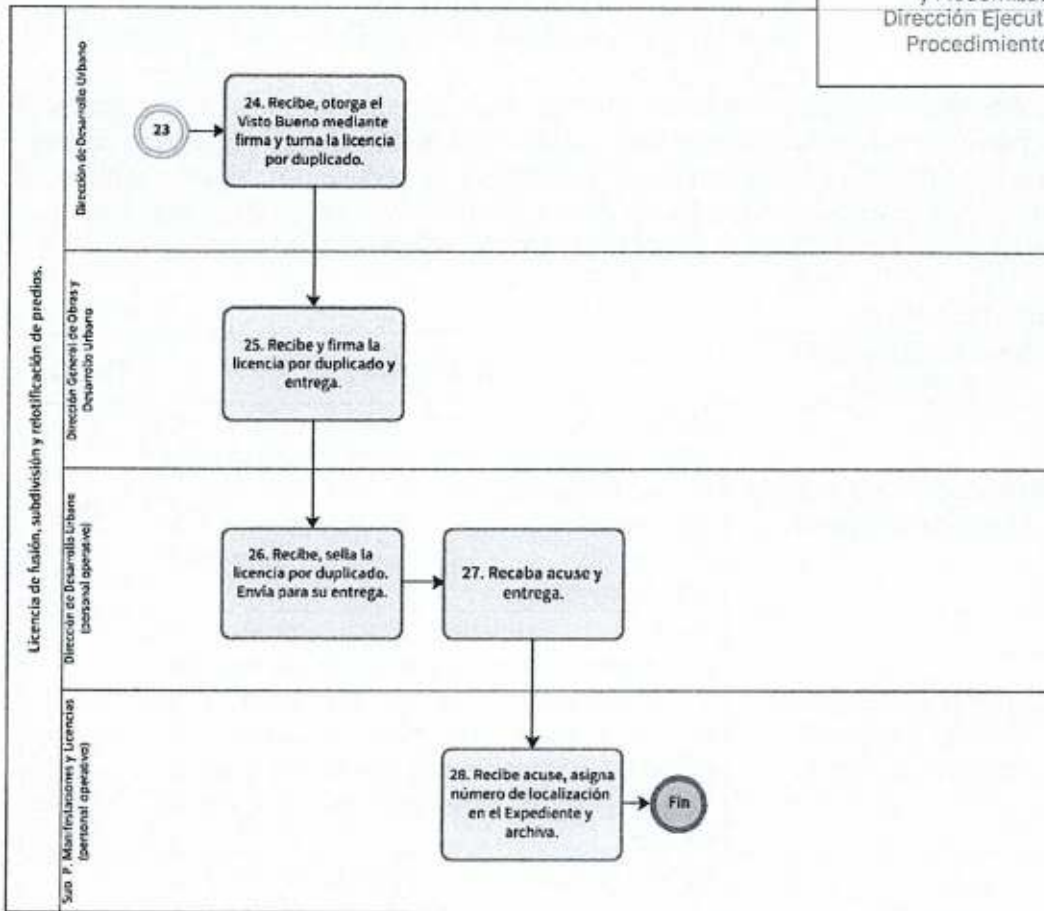 Dirección Ejecut
Procedimiento
Licencia de fusión, subdivisión y relotificación de predios.
Dirección de Desarrollo Urbano
23
24. Recibe, otorga el
Visto Bueno mediante
firma y turna la licencia
por duplicado.
Dirección General de Obras y
Desarrollo Urbano
25. Recibe y firma la
licencia por duplicado y
entrega.
Dirección de Desarrollo Urbano
(personal operativo)
26. Recibe, sella la
licencia por duplicado.
Envía para su entrega.
27. Recaba acuse y
entrega.
P. Manifestaciones y Licencias
(personal operativo)
28. Recibe acuse, asigna
número de localización
en el Expediente y
archiva.
Fin